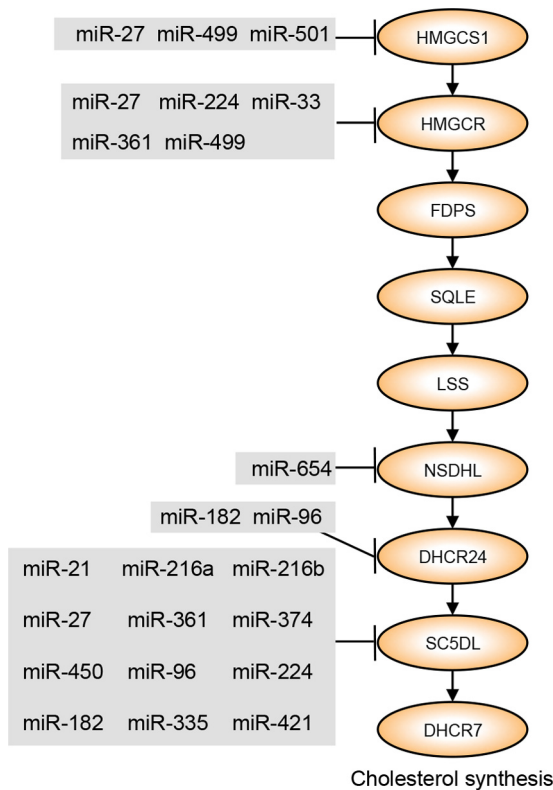 miR-27 miR-499 miR-501
HMGCS1
miR-27 miR-224 miR-33
miR-361 miR-499
HMGCR
FDPS
SQLE
LSS
miR-654
NSDHL
miR-182 miR-96
DHCR24
miR-21 miR-216a miR-216b
miR-27 miR-361 miR-374
SC5DL
miR-450 miR-96 miR-224
miR-182 miR-335 miR-421
DHCR7
Cholesterol synthesis